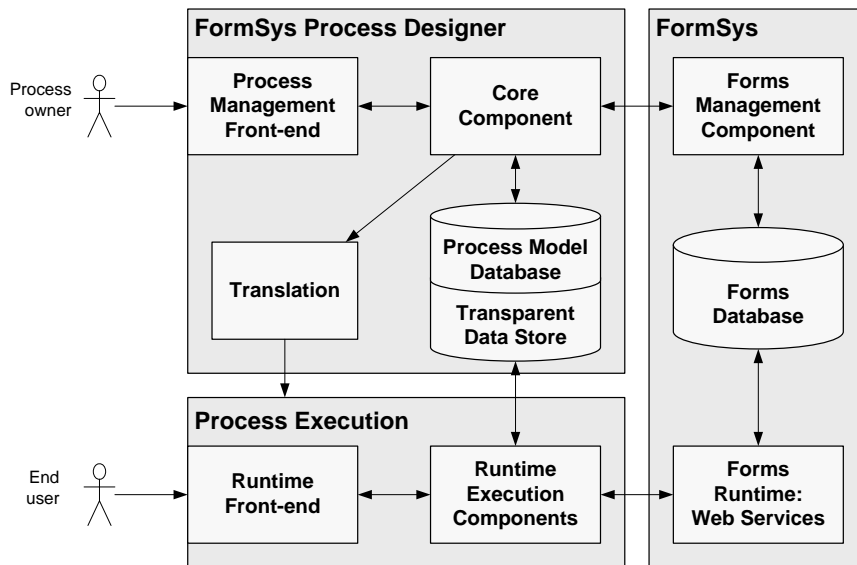 FormSys Process Designer
FormSys
Process
owner
Process
Management
Front-end
Core
Component
Forms
Management
Component
Translation
Process Model
Database
Transparent
Data Store
Forms
Database
Process Execution
End
user
Runtime
Front-end
Runtime
Execution
Components
Forms
Runtime:
Web Services